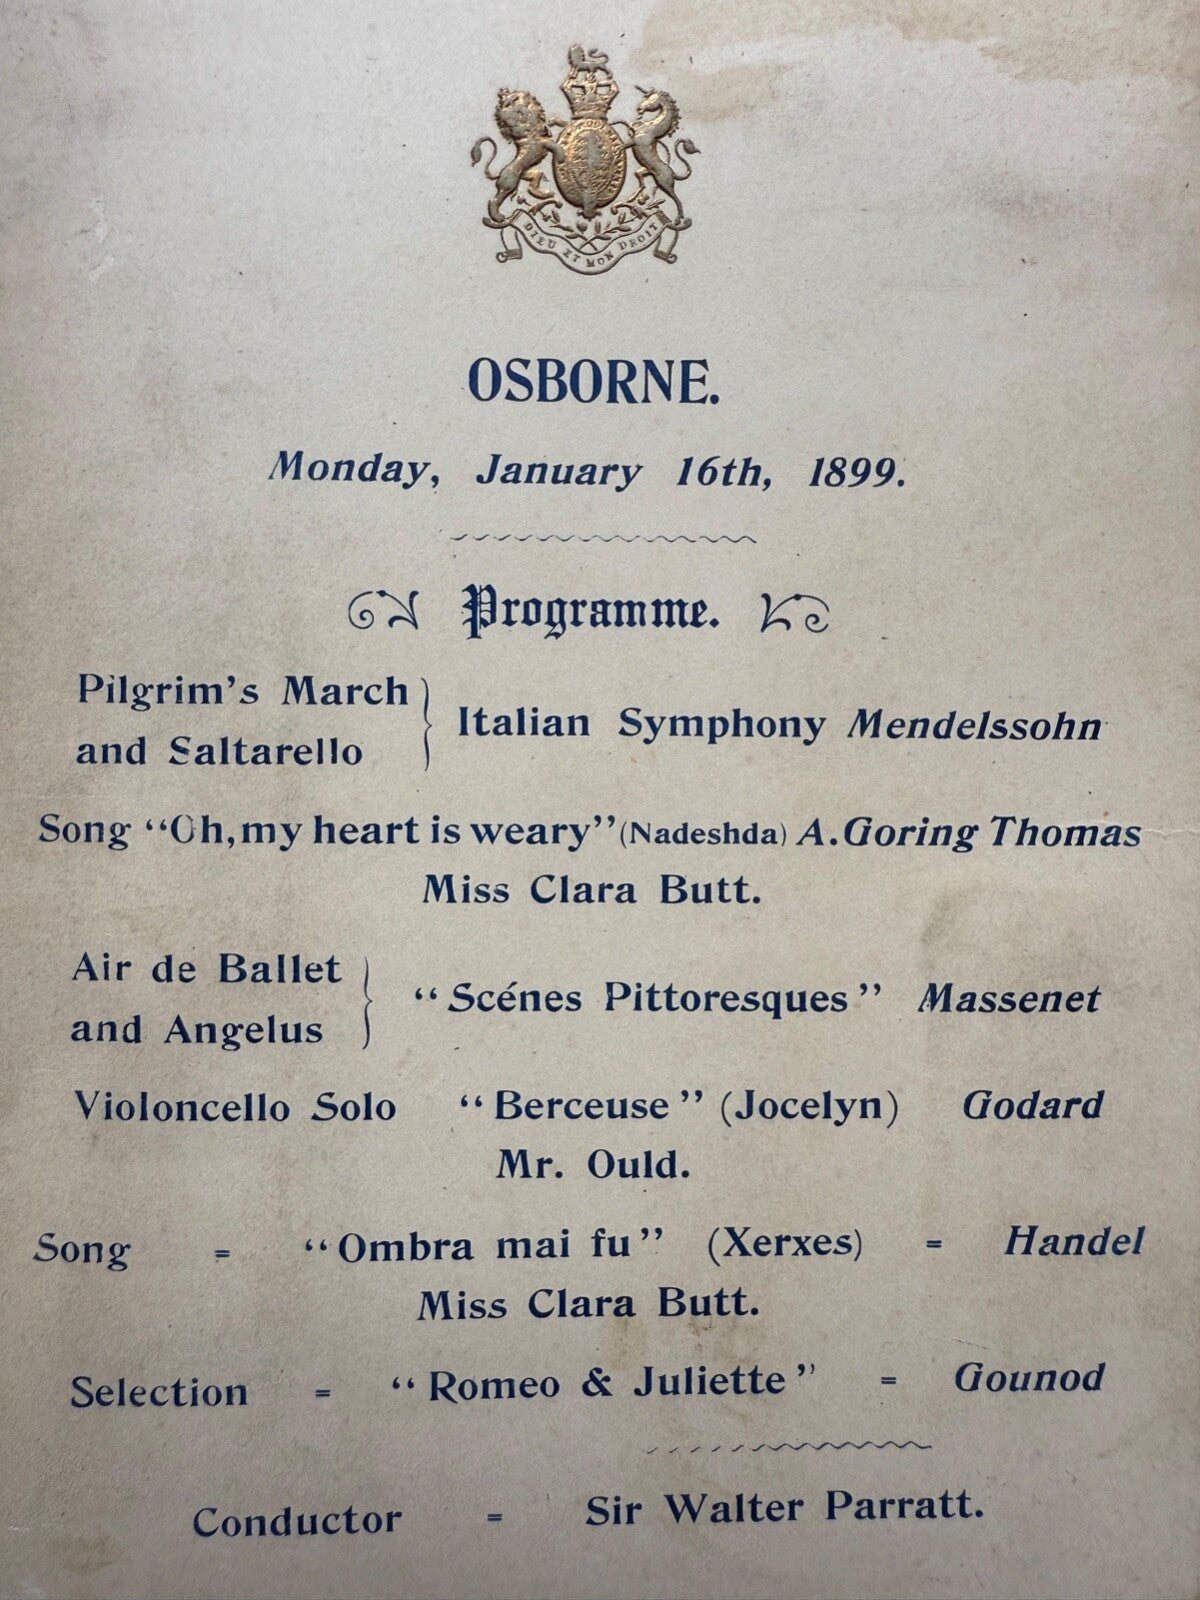 DIEU ET MON DROIT
OSBORNE.
Monday, January 16th, 1899.
Programme.
Pilgrim's March
and Saltarello } Italian Symphony Mendelssohn
Song “Oh, my heart is weary” (Nadeshda) A. Goring Thomas
Miss Clara Butt.
Air de Ballet
and Angelus } “Scénes Pittoresques” Massenet
Violoncello Solo “Berceuse” (Jocelyn) Godard
Mr. Ould.
Song = “Ombra mai fu” (Xerxes) = Handel
Miss Clara Butt.
Selection = “Romeo & Juliette” = Gounod
Conductor = Sir Walter Parratt.